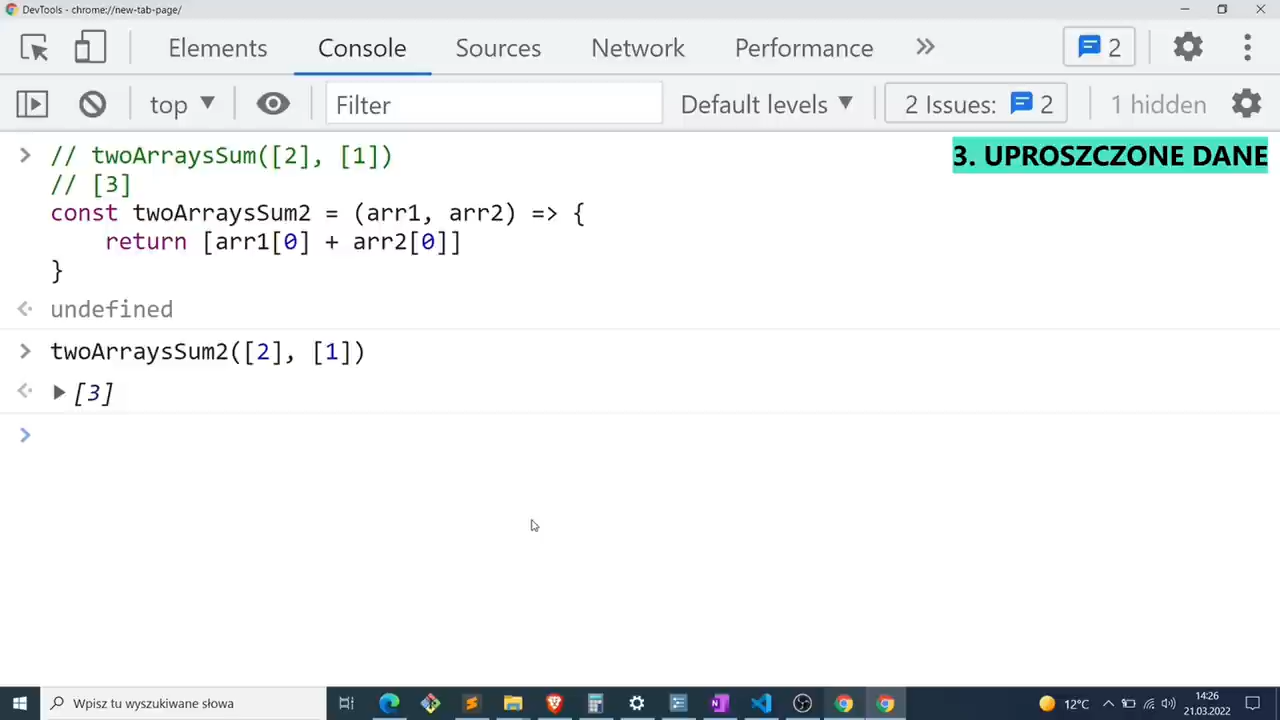 DevTools - chrome://new-tab-page/
Elements Console Sources Network Performance 2
top Filter Default levels 2 Issues: 2 1 hidden
3. UPROSZCZONE DANE
// twoArraysSum([2], [1])
// [3]
const twoArraysSum2 = (arr1, arr2) => {
return [arr1[0] + arr2[0]]
}
undefined
twoArraysSum2([2], [1])
[3]
Wpisz tu wyszukiwane słowa
12°C
14:26
21.03.2022